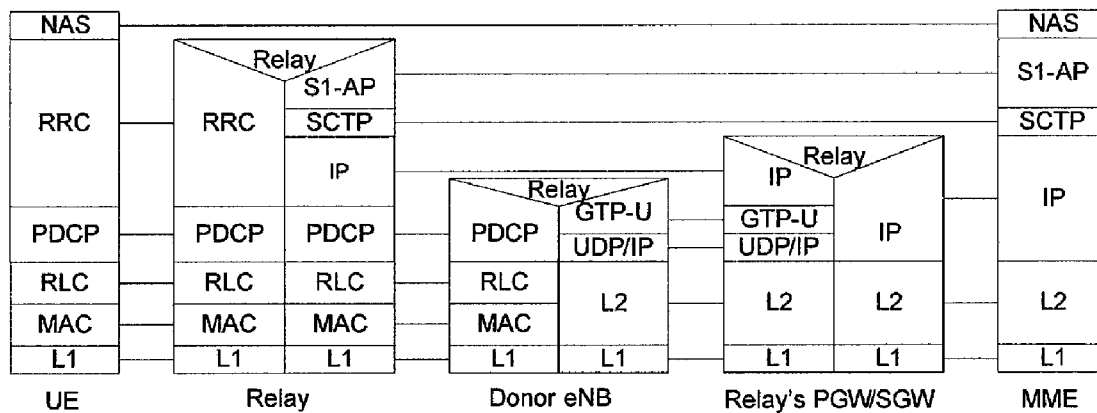 NAS NAS
Relay
S1-AP S1-AP
RRC RRC SCTP SCTP
Relay
IP IP IP
Relay
GTP-U GTP-U
PDCP PDCP PDCP PDCP UDP/IP UDP/IP IP
RLC RLC RLC RLC L2 L2 L2 L2
MAC MAC MAC MAC
L1 L1 L1 L1 L1 L1 L1 L1
UE Relay Donor eNB Relay's PGW/SGW MME